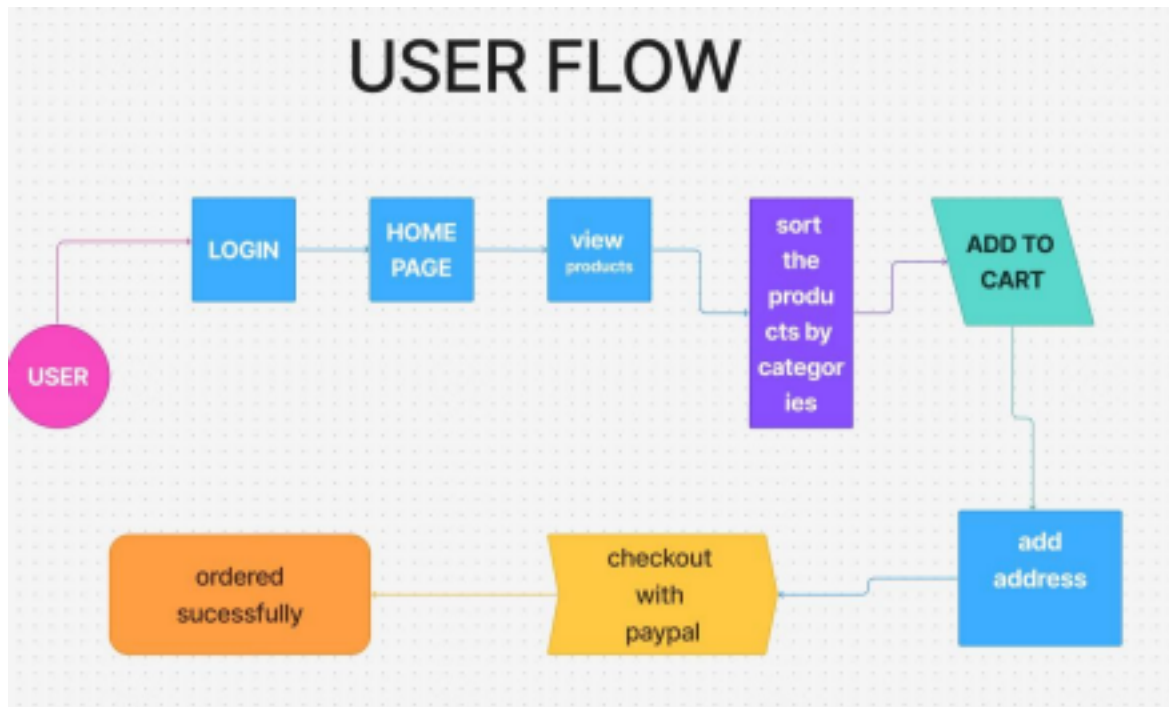 USER FLOW
LOGIN
HOME
PAGE
view
products
sort
the
produ
cts by
categor
ies
ADD TO
CART
USER
add
address
checkout
with
paypal
ordered
sucessfully